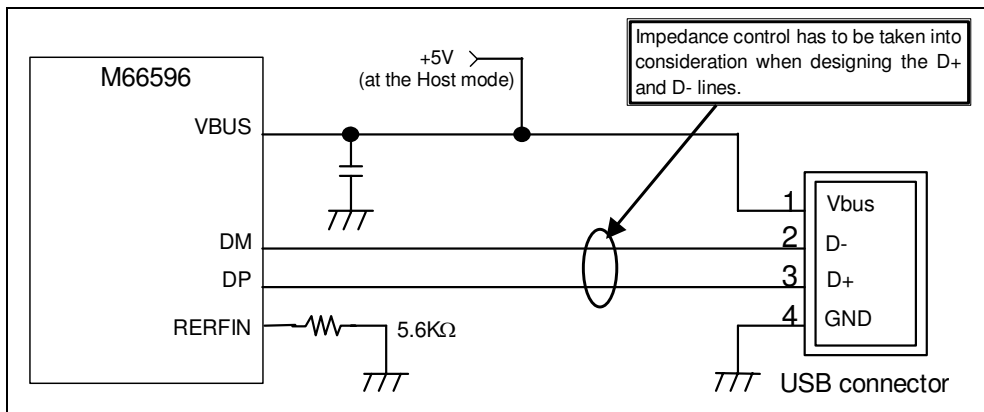 Impedance control has to be taken into
consideration when designing the D+
and D- lines.
+5V
(at the Host mode)
M66596
VBUS
1 Vbus
DM
2 D-
DP
3 D+
RERFIN
5.6KΩ
4 GND
USB connector